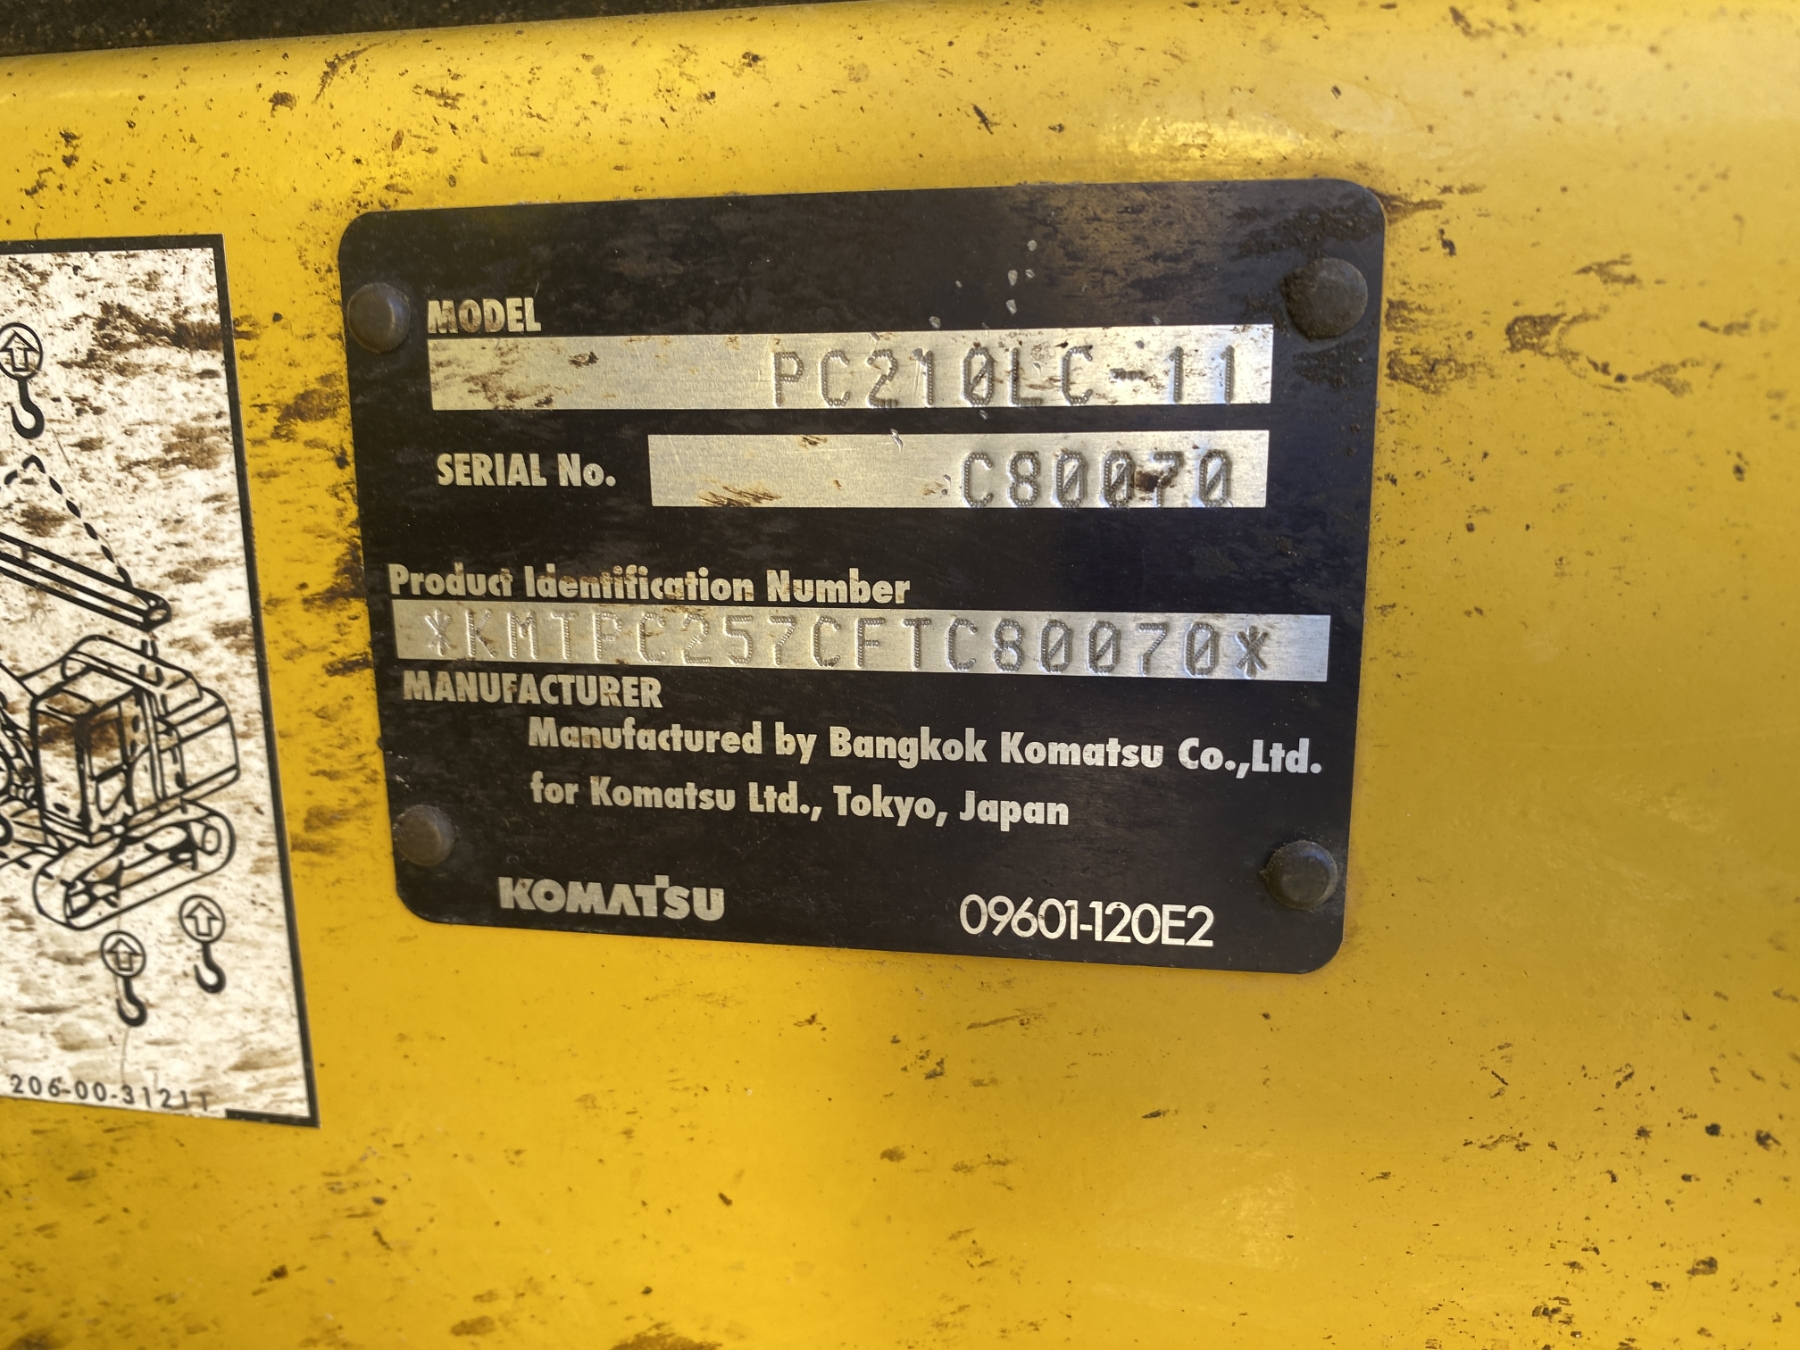 MODEL
PC210LC-11
SERIAL No.
C80070
Product Identification Number
*KMTPC257CFTC80070*
MANUFACTURER
Manufactured by Bangkok Komatsu Co.,Ltd.
for Komatsu Ltd., Tokyo, Japan
KOMATSU
09601-120E2
206-00-3121T